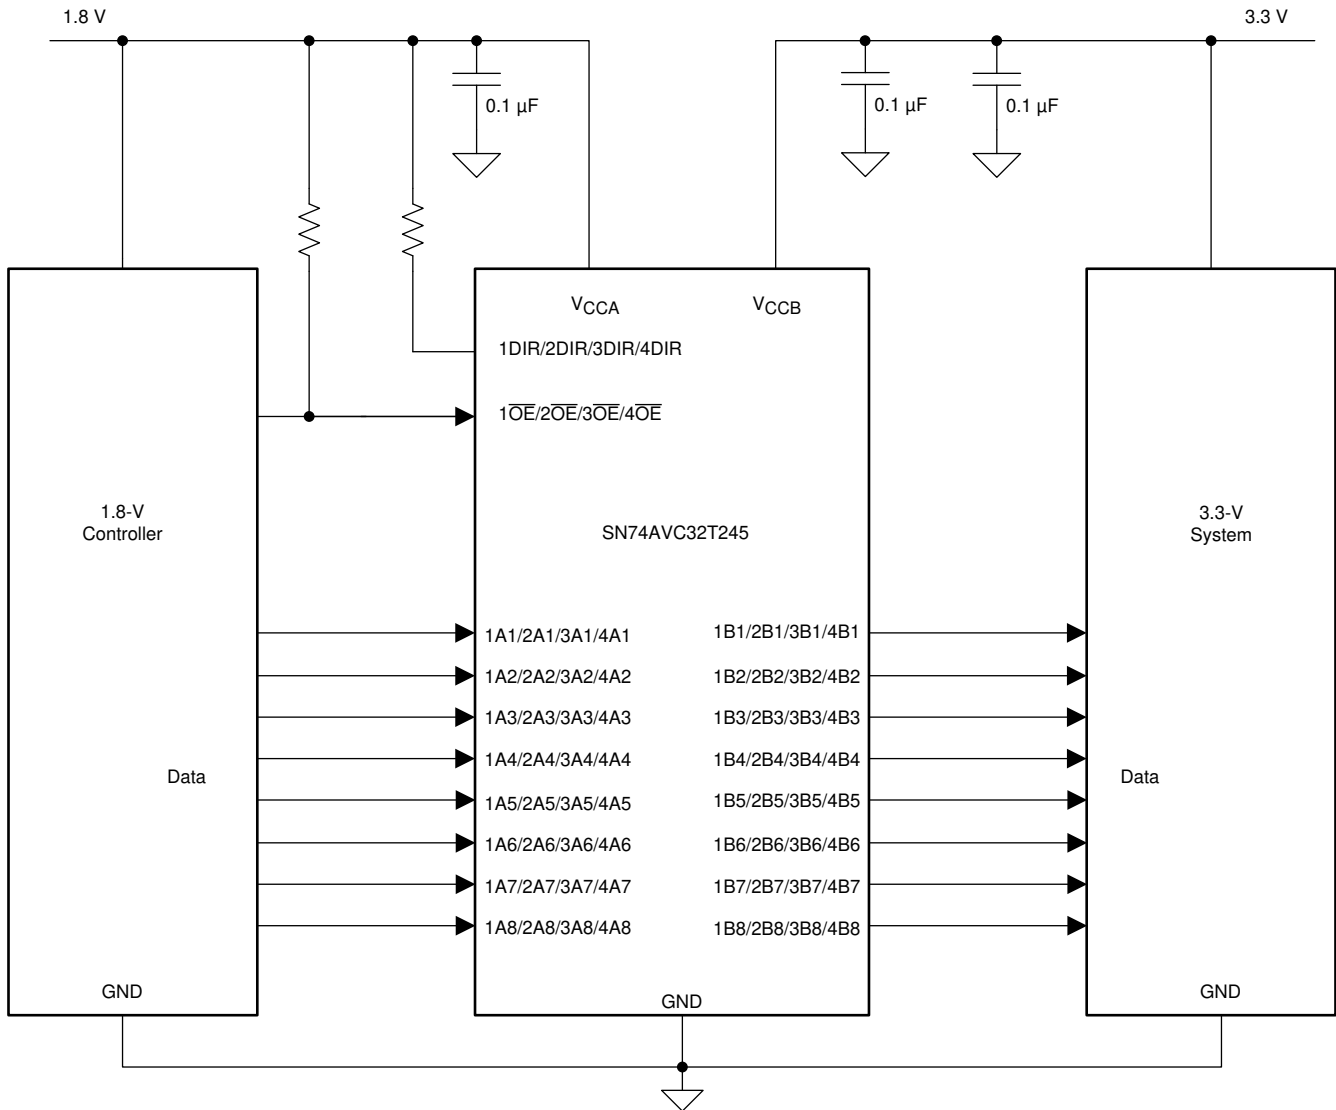 1.8 V
3.3 V
0.1 µF
0.1 µF
0.1 µF
VCCA
VCCB
1DIR/2DIR/3DIR/4DIR
1O̅E̅/2O̅E̅/3O̅E̅/4O̅E̅
1.8-V
Controller
SN74AVC32T245
3.3-V
System
1A1/2A1/3A1/4A1
1B1/2B1/3B1/4B1
1A2/2A2/3A2/4A2
1B2/2B2/3B2/4B2
1A3/2A3/3A3/4A3
1B3/2B3/3B3/4B3
1A4/2A4/3A4/4A4
1B4/2B4/3B4/4B4
Data
Data
1A5/2A5/3A5/4A5
1B5/2B5/3B5/4B5
1A6/2A6/3A6/4A6
1B6/2B6/3B6/4B6
1A7/2A7/3A7/4A7
1B7/2B7/3B7/4B7
1A8/2A8/3A8/4A8
1B8/2B8/3B8/4B8
GND
GND
GND